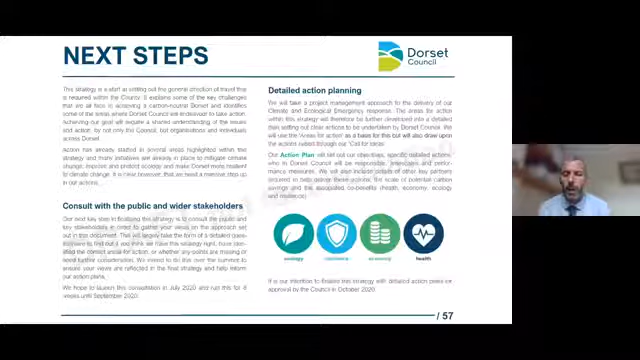 NEXT STEPS
Dorset
Council
This strategy is a start at setting out the general direction of travel that
is required within the County. It explains some of the key challenges
that we all face in achieving a carbon-neutral Dorset and identifies
some of the areas where Dorset Council are endeavour to take action.
Achieving our goal will require a shared understanding of the issues
and action, by not only the Council, but organisations and individuals
across Dorset.
Action has already started in several areas highlighted within this
strategy and many initiatives are already in place to mitigate climate
change, improve and protect ecology and make Dorset more resilient
to climate change. It is clear however, that we need a massive step up
in our actions.
Consult with the public and wider stakeholders
Our next key step in finalising this strategy is to consult the public and
key stakeholders in order to gather your views on the approach set
out in this document. This will largely take the form of a detailed
to find out if you think we have this strategy right, have
the correct areas for action, or whether any points are missing or
need further consideration. We intend to do this over the summer to
ensure your views are reflected in the final strategy and help inform
our action plans.
We hope to launch this consultation in July 2020 and run this for 8
weeks until September 2020.
Detailed action planning
We will take a project management approach to the delivery of our
Climate and Ecological Emergency response. The areas for action
within this strategy will therefore be further developed into a detailed
plan setting out clear actions to be undertaken by Dorset Council. We
will use the 'Areas for action' as a basis for this but will also draw upon
the actions raised through our 'Call for Ideas'.
Our Action Plan will set out our objectives, specific detailed actions,
who in Dorset Council will be responsible, timescales and perfor-
mance measures. We will also include details of other key partners
required to help deliver these policies, the scale of potential carbon
savings and the associated co-benefits (health, economy, ecology
and resilience).
ecology
resilience
economy
health
It is our intention to finalise this strategy with detailed action plans for
approval by the Council in October 2020.
/ 57